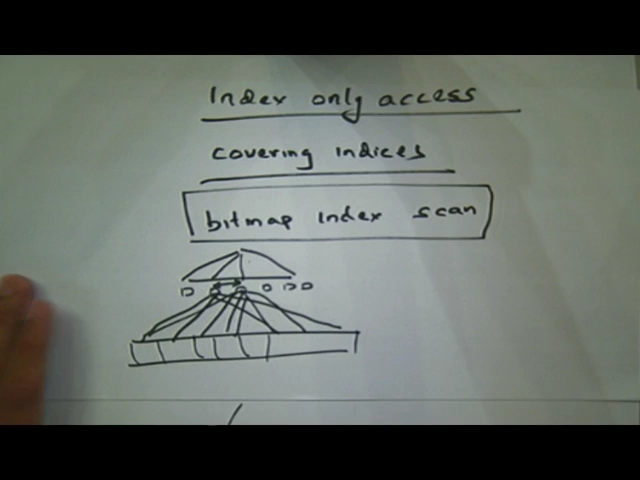 Index only access
covering indices
bitmap index scan